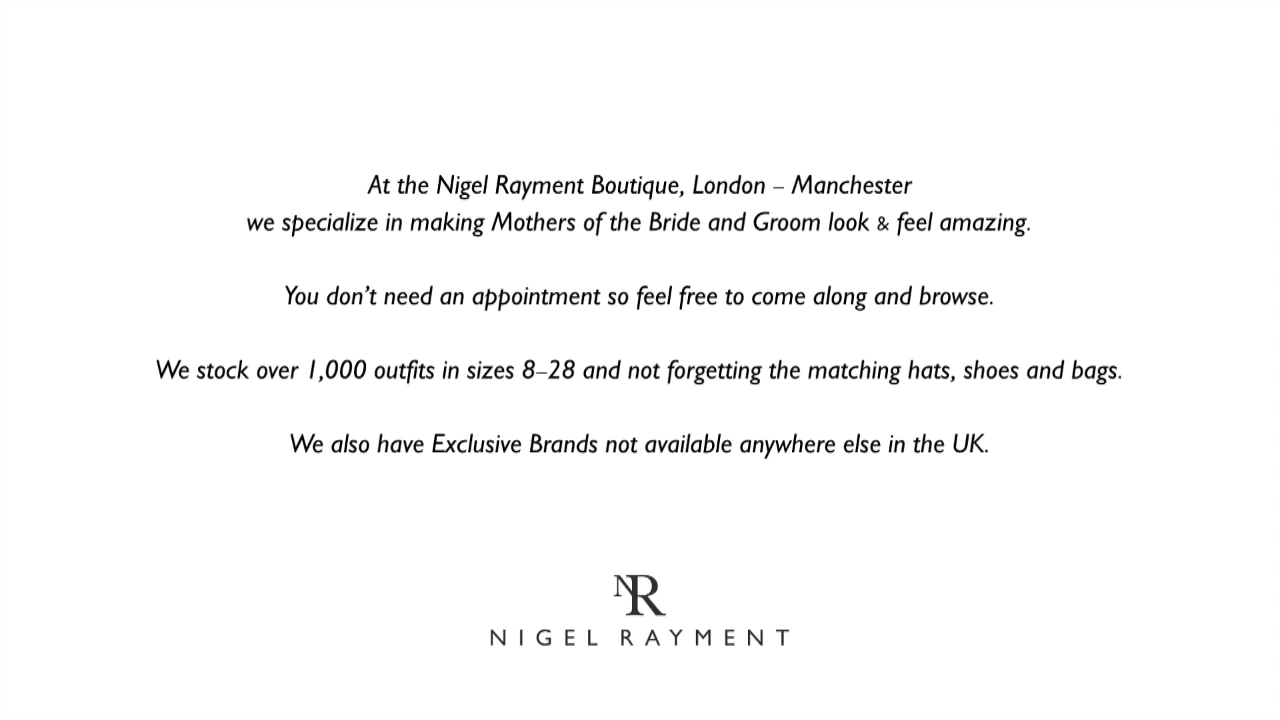 At the Nigel Rayment Boutique, London – Manchester
we specialize in making Mothers of the Bride and Groom look & feel amazing.
You don't need an appointment so feel free to come along and browse.
We stock over 1,000 outfits in sizes 8–28 and not forgetting the matching hats, shoes and bags.
We also have Exclusive Brands not available anywhere else in the UK.
NR
NIGEL RAYMENT